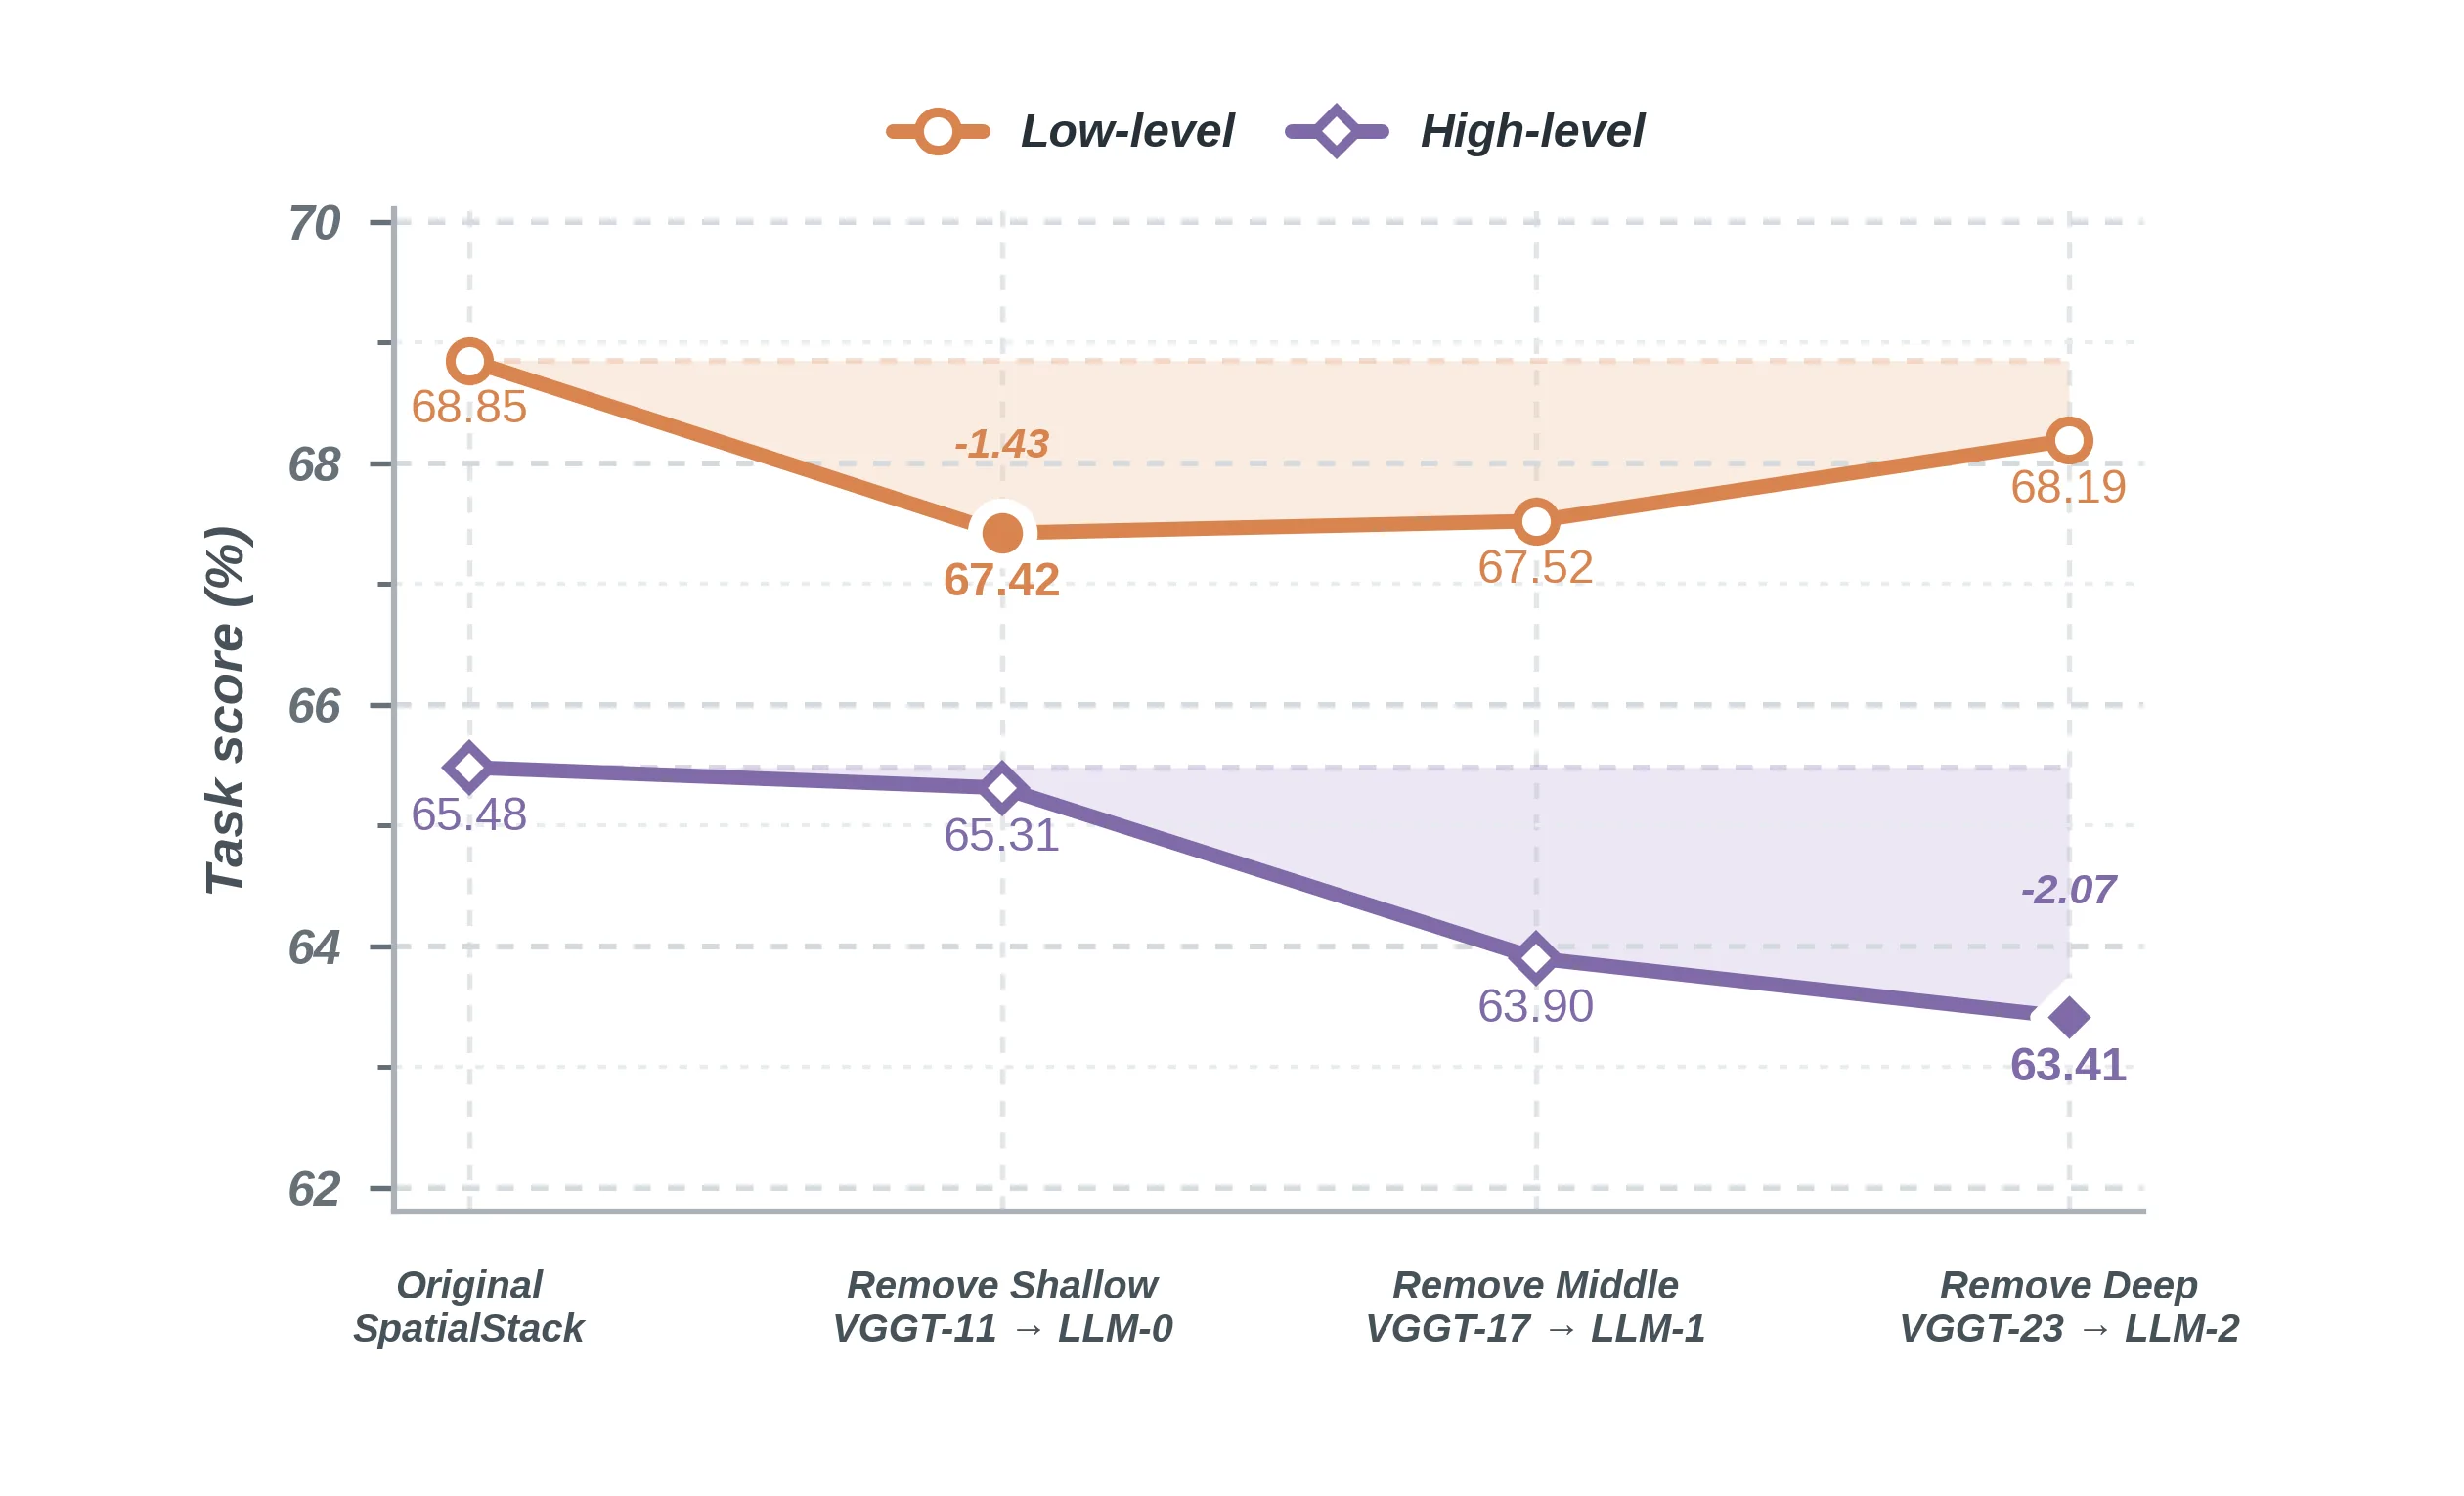 Low-level High-level
70
68
66
64
62
Task score (%)
68.85
-1.43
67.42
67.52
68.19
65.48
65.31
63.90
-2.07
63.41
Original
SpatialStack
Remove Shallow
VGGT-11 → LLM-0
Remove Middle
VGGT-17 → LLM-1
Remove Deep
VGGT-23 → LLM-2